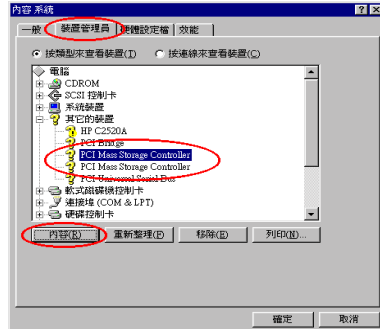 內容 系統
一般 裝置管理員 硬體設定檔 效能
按類型來查看裝置(I) 按連線來查看裝置(C)
電腦
CDROM
SCSI 控制卡
系統裝置
其它的裝置
HP C2520A
PCI Bridge
PCI Mass Storage Controller
PCI Mass Storage Controller
PCI Universal Serial Bus
軟式磁碟機控制卡
連接埠 (COM & LPT)
硬碟控制卡
內容(R) 重新整理(F) 移除(E) 列印(N)...
確定 取消